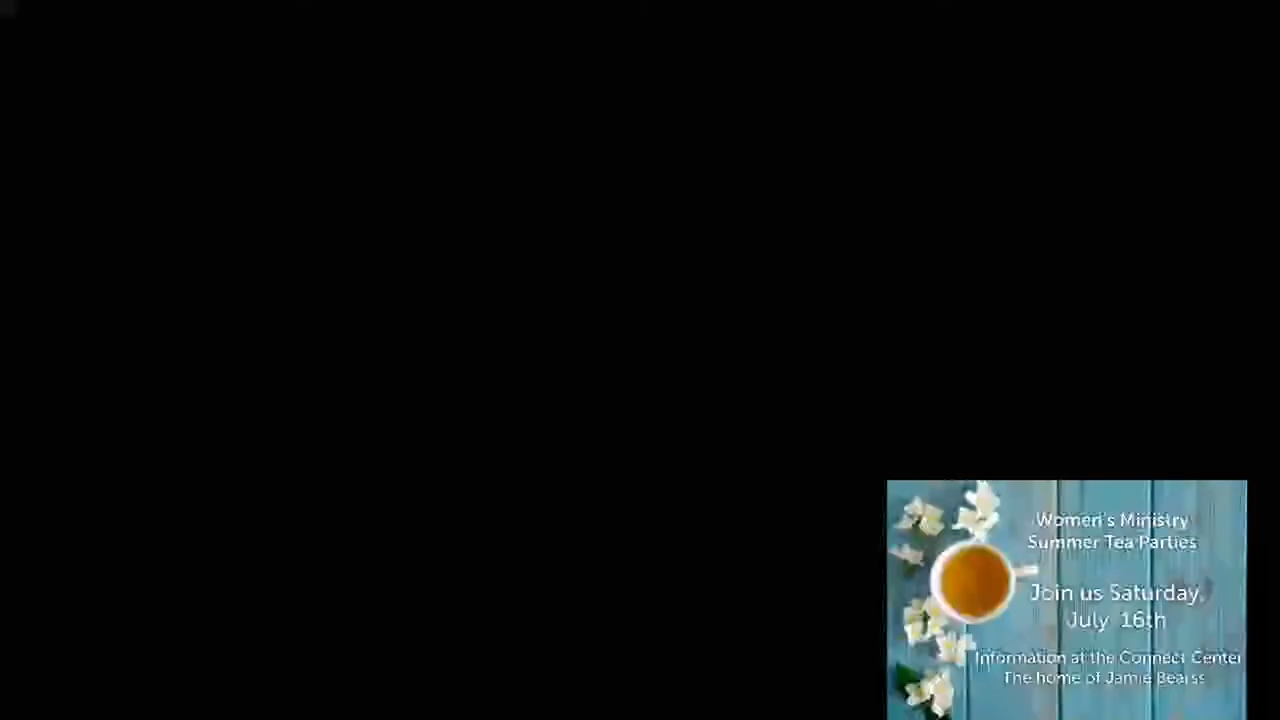 Women's Ministry
Summer Tea Parties
Join us Saturday,
July 16th
Information at the Connect Center
The home of Jamie Bearss